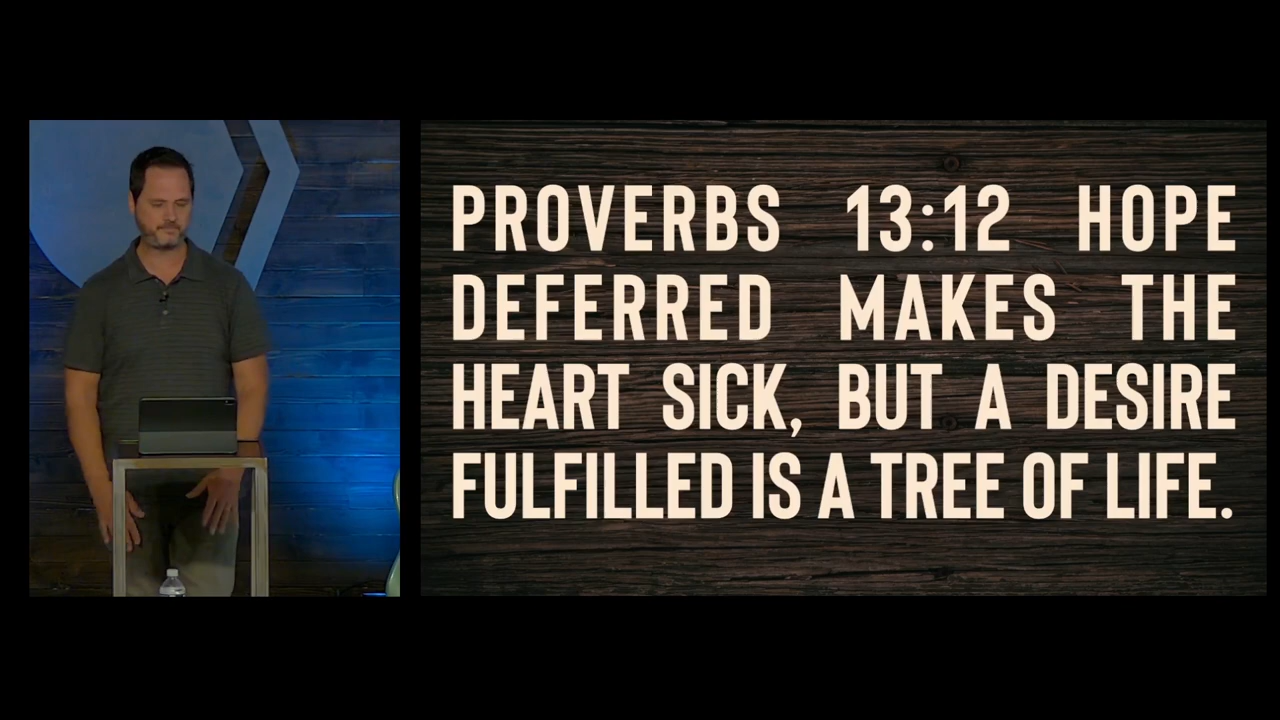 PROVERBS 13:12 HOPE
DEFERRED MAKES THE
HEART SICK, BUT A DESIRE
FULFILLED IS A TREE OF LIFE.